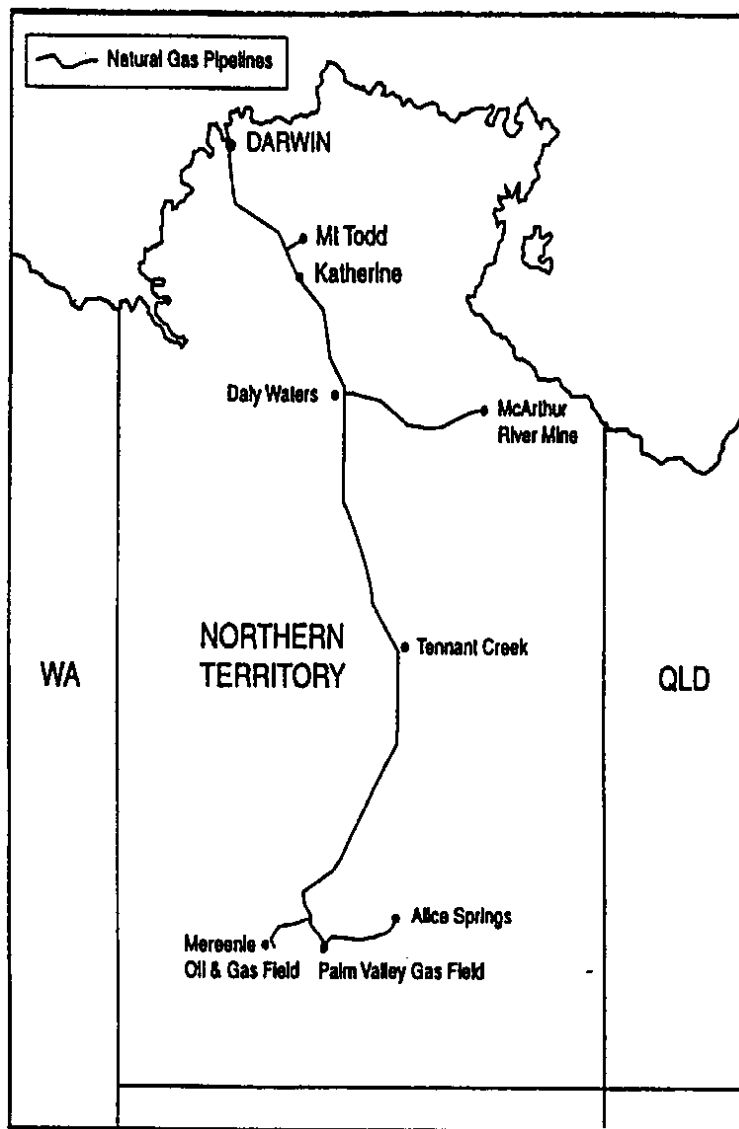 Natural Gas Pipelines
DARWIN
Mt Todd
Katherine
Daly Waters
McArthur
River Mine
NORTHERN
TERRITORY
Tennant Creek
WA
QLD
Alice Springs
Mereenie
Oil & Gas Field
Palm Valley Gas Field